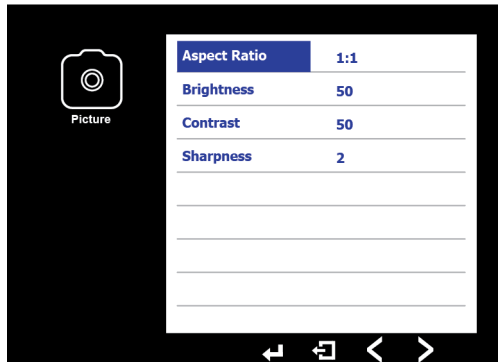 Picture
Aspect Ratio 1:1
Brightness 50
Contrast 50
Sharpness 2